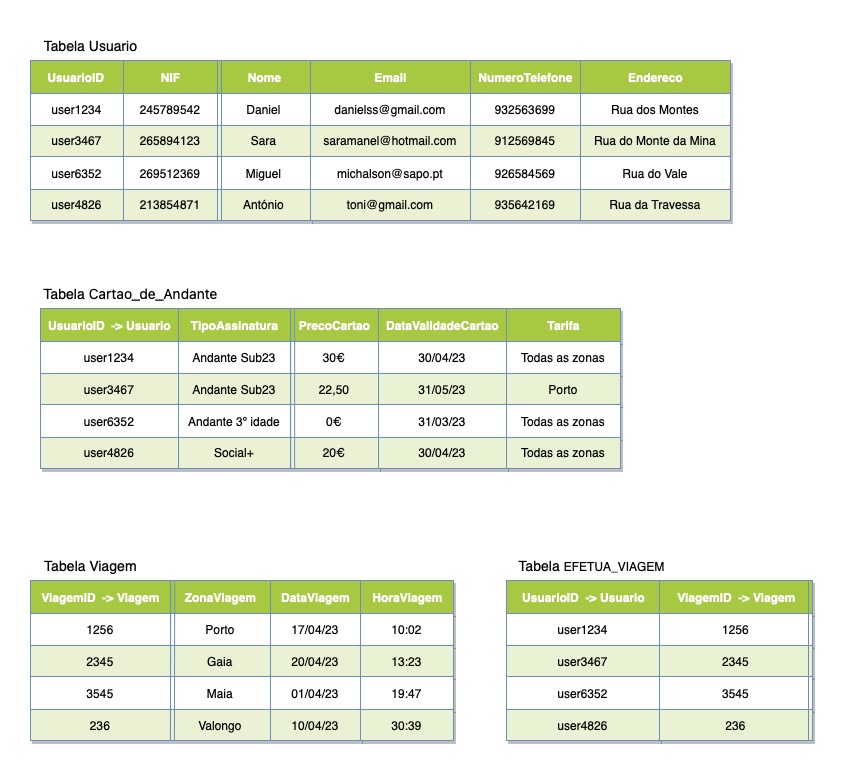 Tabela Usuario
UsuarioID NIF Nome Email NumeroTelefone Endereco
user1234 245789542 Daniel danielss@gmail.com 932563699 Rua dos Montes
user3467 265894123 Sara saramanel@hotmail.com 912569845 Rua do Monte da Mina
user6352 269512369 Miguel michalson@sapo.pt 926584569 Rua do Vale
user4826 213854871 António toni@gmail.com 935642169 Rua da Travessa
Tabela Cartao_de_Andante
UsuarioID -> Usuario TipoAssinatura PrecoCartao DataValidadeCartao Tarifa
user1234 Andante Sub23 30€ 30/04/23 Todas as zonas
user3467 Andante Sub23 22,50 31/05/23 Porto
user6352 Andante 3º idade 0€ 31/03/23 Todas as zonas
user4826 Social+ 20€ 30/04/23 Todas as zonas
Tabela Viagem
ViagemID -> Viagem ZonaViagem DataViagem HoraViagem
1256 Porto 17/04/23 10:02
2345 Gaia 20/04/23 13:23
3545 Maia 01/04/23 19:47
236 Valongo 10/04/23 30:39
Tabela EFETUA_VIAGEM
UsuarioID -> Usuario ViagemID -> Viagem
user1234 1256
user3467 2345
user6352 3545
user4826 236